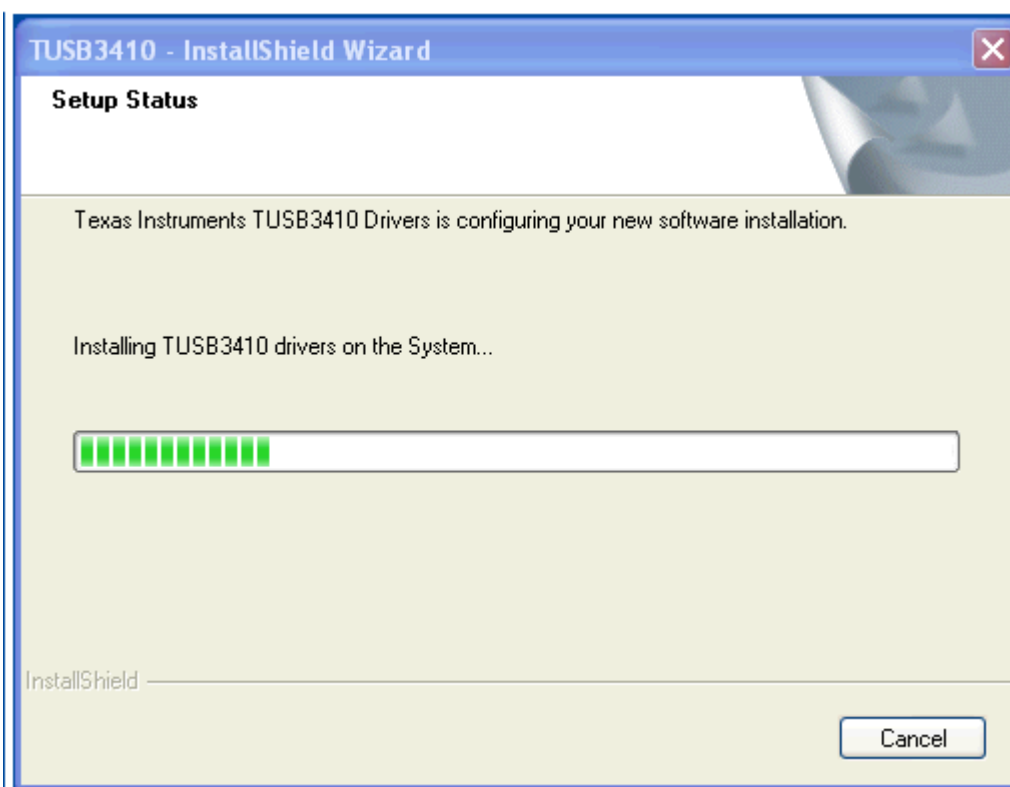 TUSB3410 - InstallShield Wizard
Setup Status
Texas Instruments TUSB3410 Drivers is configuring your new software installation.
Installing TUSB3410 drivers on the System...
InstallShield
Cancel